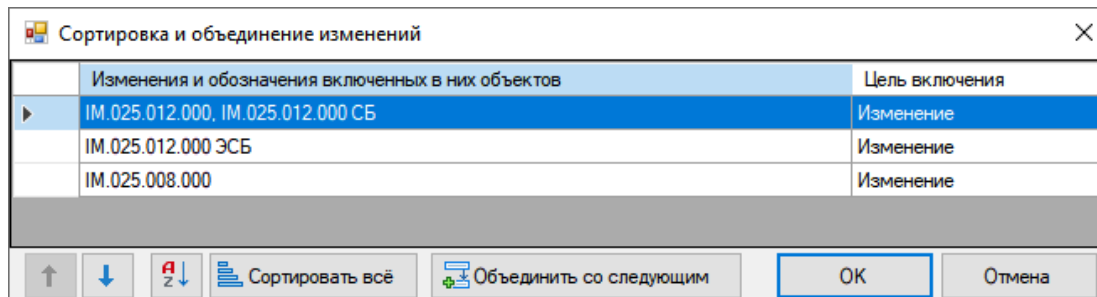 Сортировка и объединение изменений
Изменения и обозначения включенных в них объектов Цель включения
IM.025.012.000, IM.025.012.000 СБ Изменение
IM.025.012.000 ЭСБ Изменение
IM.025.008.000 Изменение
Сортировать всё Объединить со следующим OK Отмена